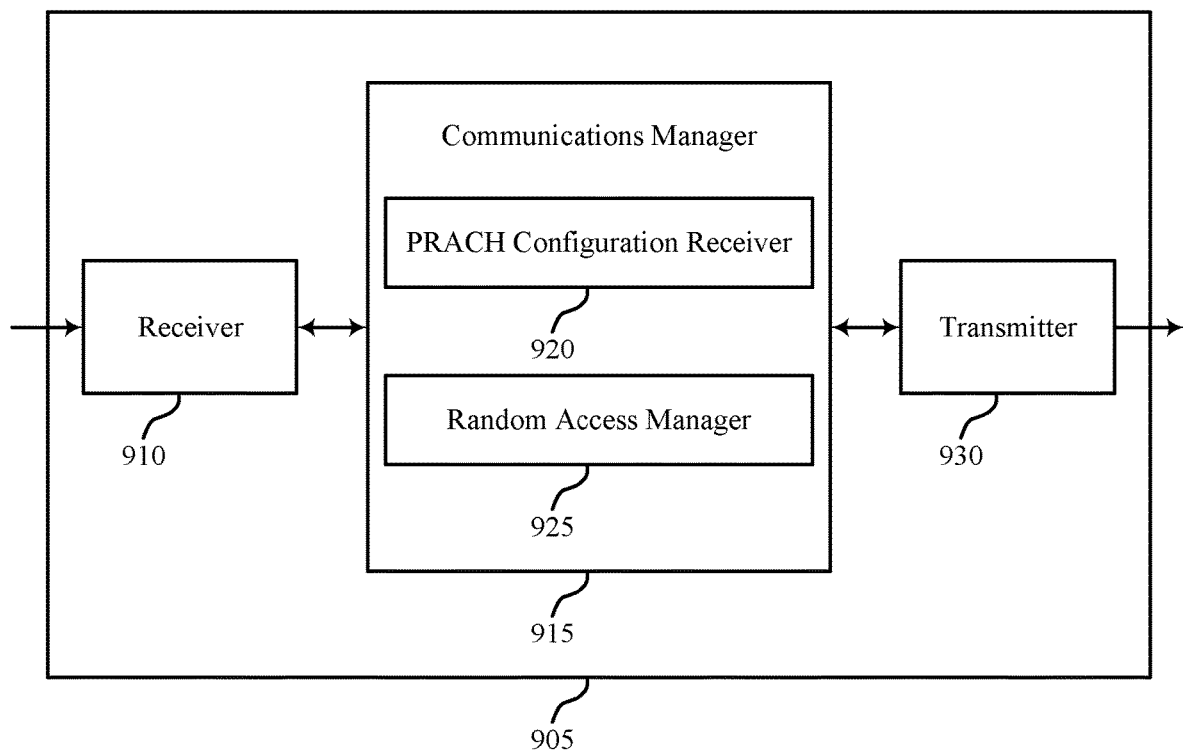 Communications Manager
PRACH Configuration Receiver
920
Receiver
910
Transmitter
930
Random Access Manager
925
915
905